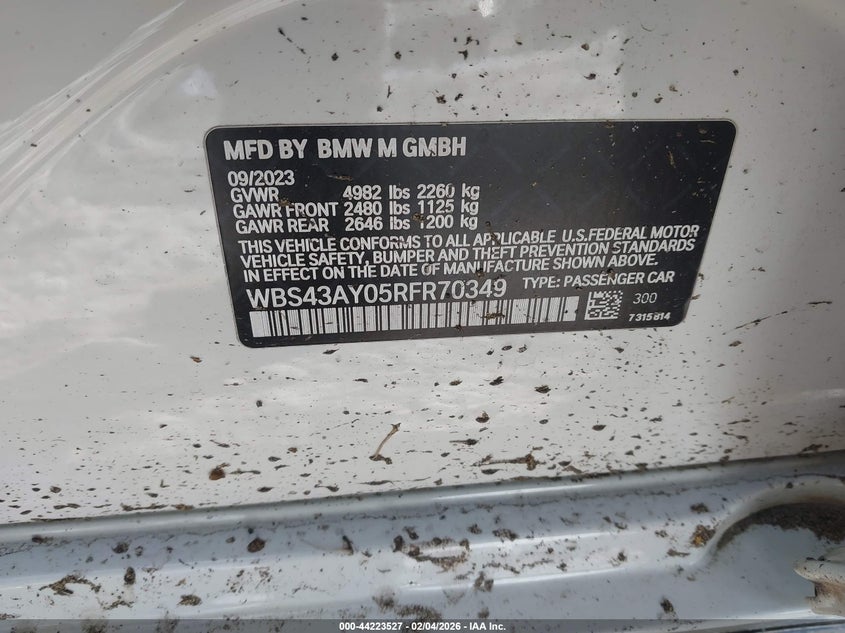 MFD BY BMW M GMBH
09/2023
GVWR 4982 lbs 2260 kg
GAWR FRONT 2480 lbs 1125 kg
GAWR REAR 2646 lbs 1200 kg
THIS VEHICLE CONFORMS TO ALL APPLICABLE U.S.FEDERAL MOTOR
VEHICLE SAFETY, BUMPER AND THEFT PREVENTION STANDARDS
IN EFFECT ON THE DATE OF MANUFACTURE SHOWN ABOVE.
WBS43AY05RFR70349 TYPE: PASSENGER CAR
300
7315814
000-44223527 - 02/04/2026 - IAA Inc.